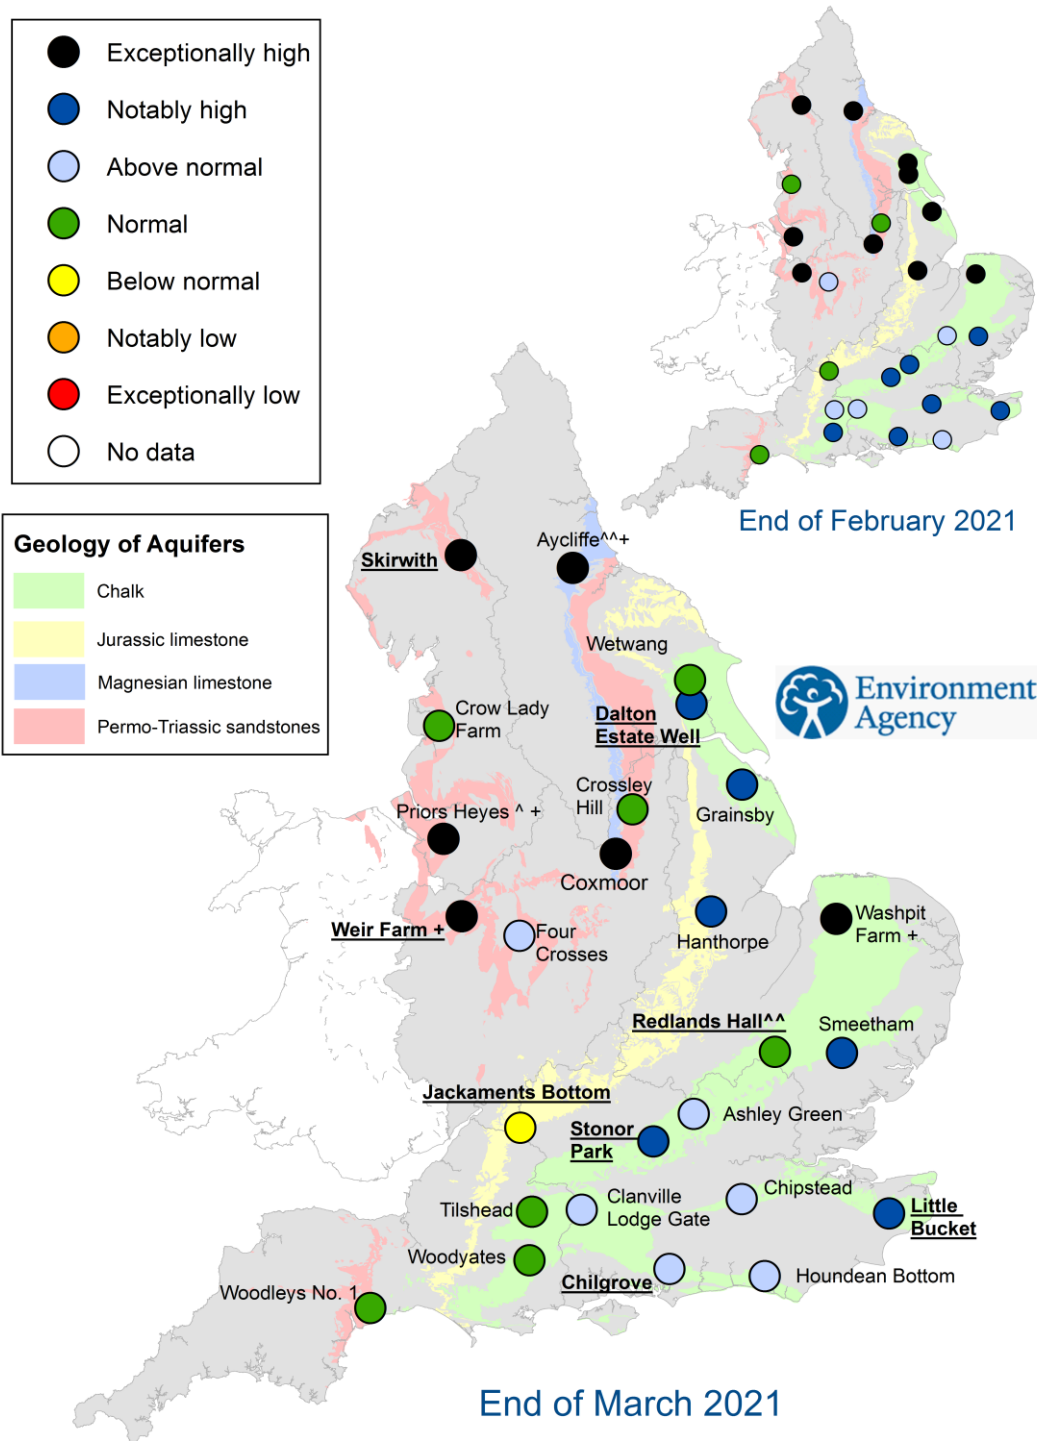 Exceptionally high
Notably high
Above normal
Normal
Below normal
Notably low
Exceptionally low
No data
End of February 2021
Geology of Aquifers
Chalk
Jurassic limestone
Magnesian limestone
Permo-Triassic sandstones
Environment
Agency
Skirwith
Aycliffe^^+
Wetwang
Dalton
Estate Well
Crow Lady
Farm
Crossley
Hill
Grainsby
Priors Heyes ^ +
Coxmoor
Weir Farm +
Four
Crosses
Hanthorpe
Washpit
Farm +
Redlands Hall^^
Smeetham
Jackaments Bottom
Ashley Green
Stonor
Park
Tilshead
Clanville
Lodge Gate
Chipstead
Little
Bucket
Woodyates
Chilgrove
Houndean Bottom
Woodleys No. 1
End of March 2021